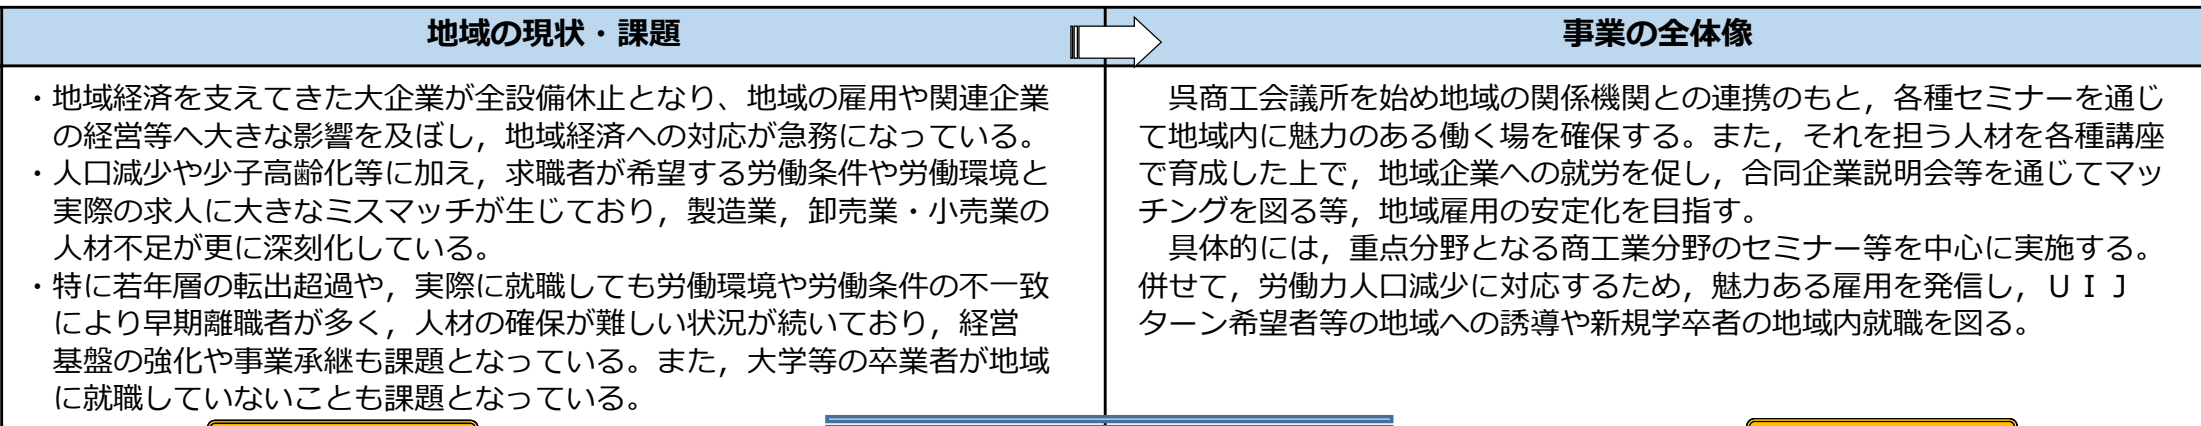 地域の現状・課題
・地域経済を支えてきた大企業が全設備休止となり、地域の雇用や関連企業
の経営等へ大きな影響を及ぼし，地域経済への対応が急務になっている。
・人口減少や少子高齢化等に加え，求職者が希望する労働条件や労働環境と
実際の求人に大きなミスマッチが生じており，製造業，卸売業・小売業の
人材不足が更に深刻化している。
・特に若年層の転出超過や，実際に就職しても労働環境や労働条件の不一致
により早期離職者が多く，人材の確保が難しい状況が続いており，経営
基盤の強化や事業承継も課題となっている。また，大学等の卒業者が地域
に就職していないことも課題となっている。
事業の全体像
　呉商工会議所を始め地域の関係機関との連携のもと，各種セミナーを通じ
て地域内に魅力のある働く場を確保する。また，それを担う人材を各種講座
で育成した上で，地域企業への就労を促し，合同企業説明会等を通じてマッ
チングを図る等，地域雇用の安定化を目指す。
　具体的には，重点分野となる商工業分野のセミナー等を中心に実施する。
併せて，労働力人口減少に対応するため，魅力ある雇用を発信し，ＵＩＪ
ターン希望者等の地域への誘導や新規学卒者の地域内就職を図る。